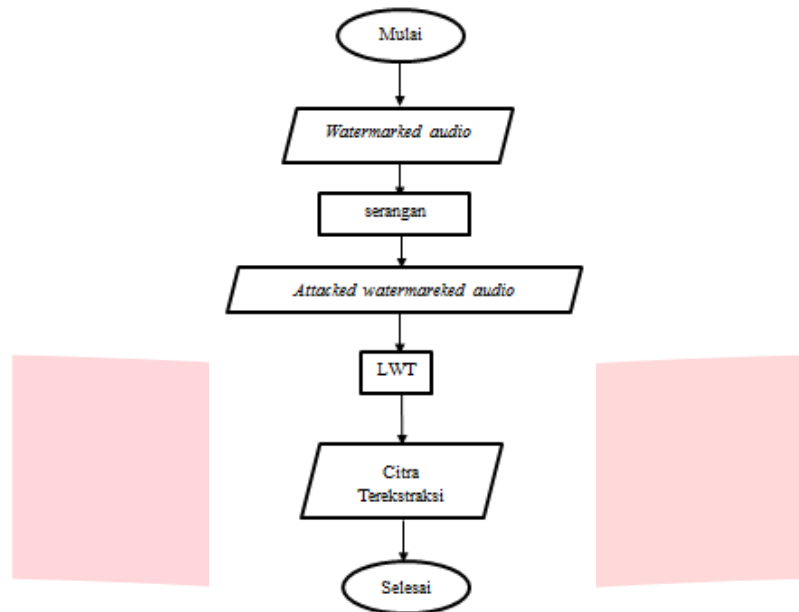 Mulai
Watermarked audio
serangan
Attacked watermareked audio
LWT
Citra
Terekstraksi
Selesai